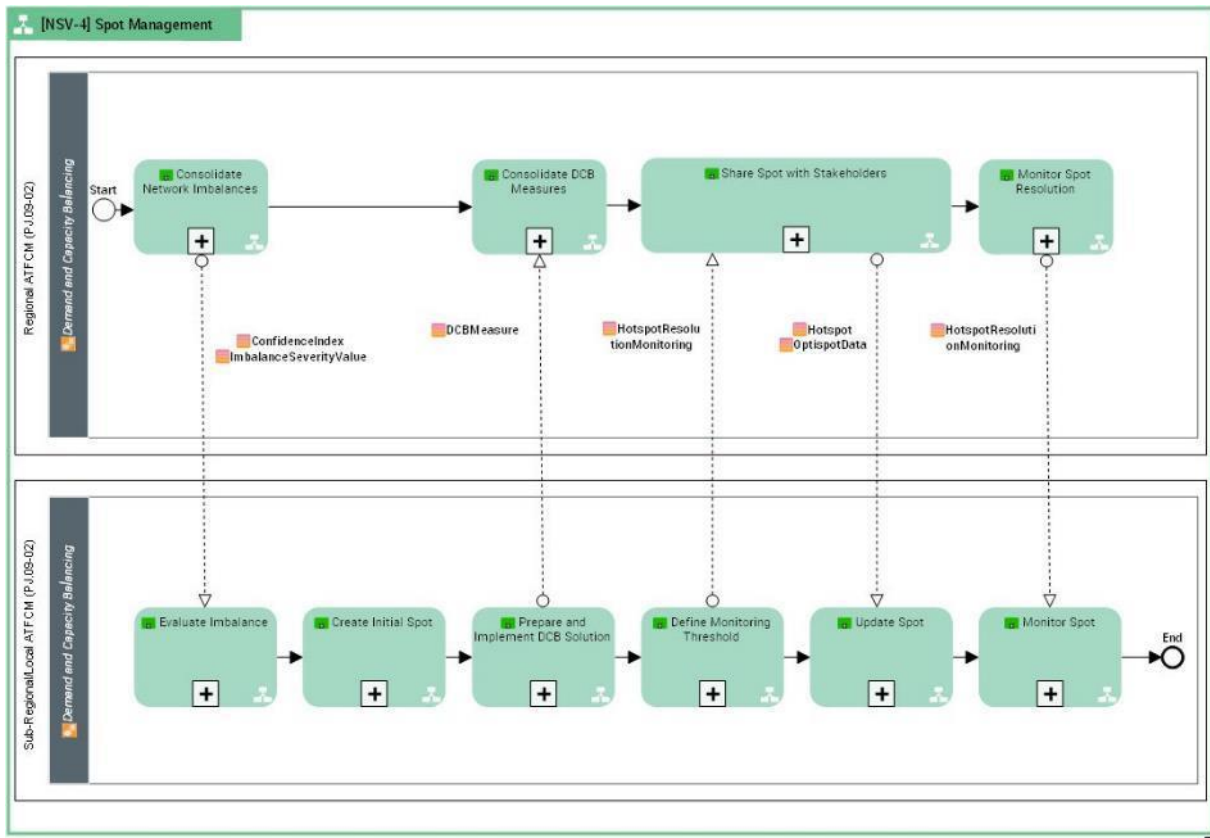 [NSV-4] Spot Management
Regional ATFCM (PJ.09-02)
Demand and Capacity Balancing
Start
Consolidate
Network Imbalances
Consolidate DCB
Measures
Share Spot with Stakeholders
Monitor Spot
Resolution
ConfidenceIndex
ImbalanceSeverityValue
DCBMeasure
HotspotResolu
tionMonitoring
Hotspot
OptispotData
HotspotResoluti
onMonitoring
Sub-Regional/Local ATFCM (PJ.09-02)
Demand and Capacity Balancing
Evaluate Imbalance
Create Initial Spot
Prepare and
Implement DCB Solution
Define Monitoring
Threshold
Update Spot
Monitor Spot
End